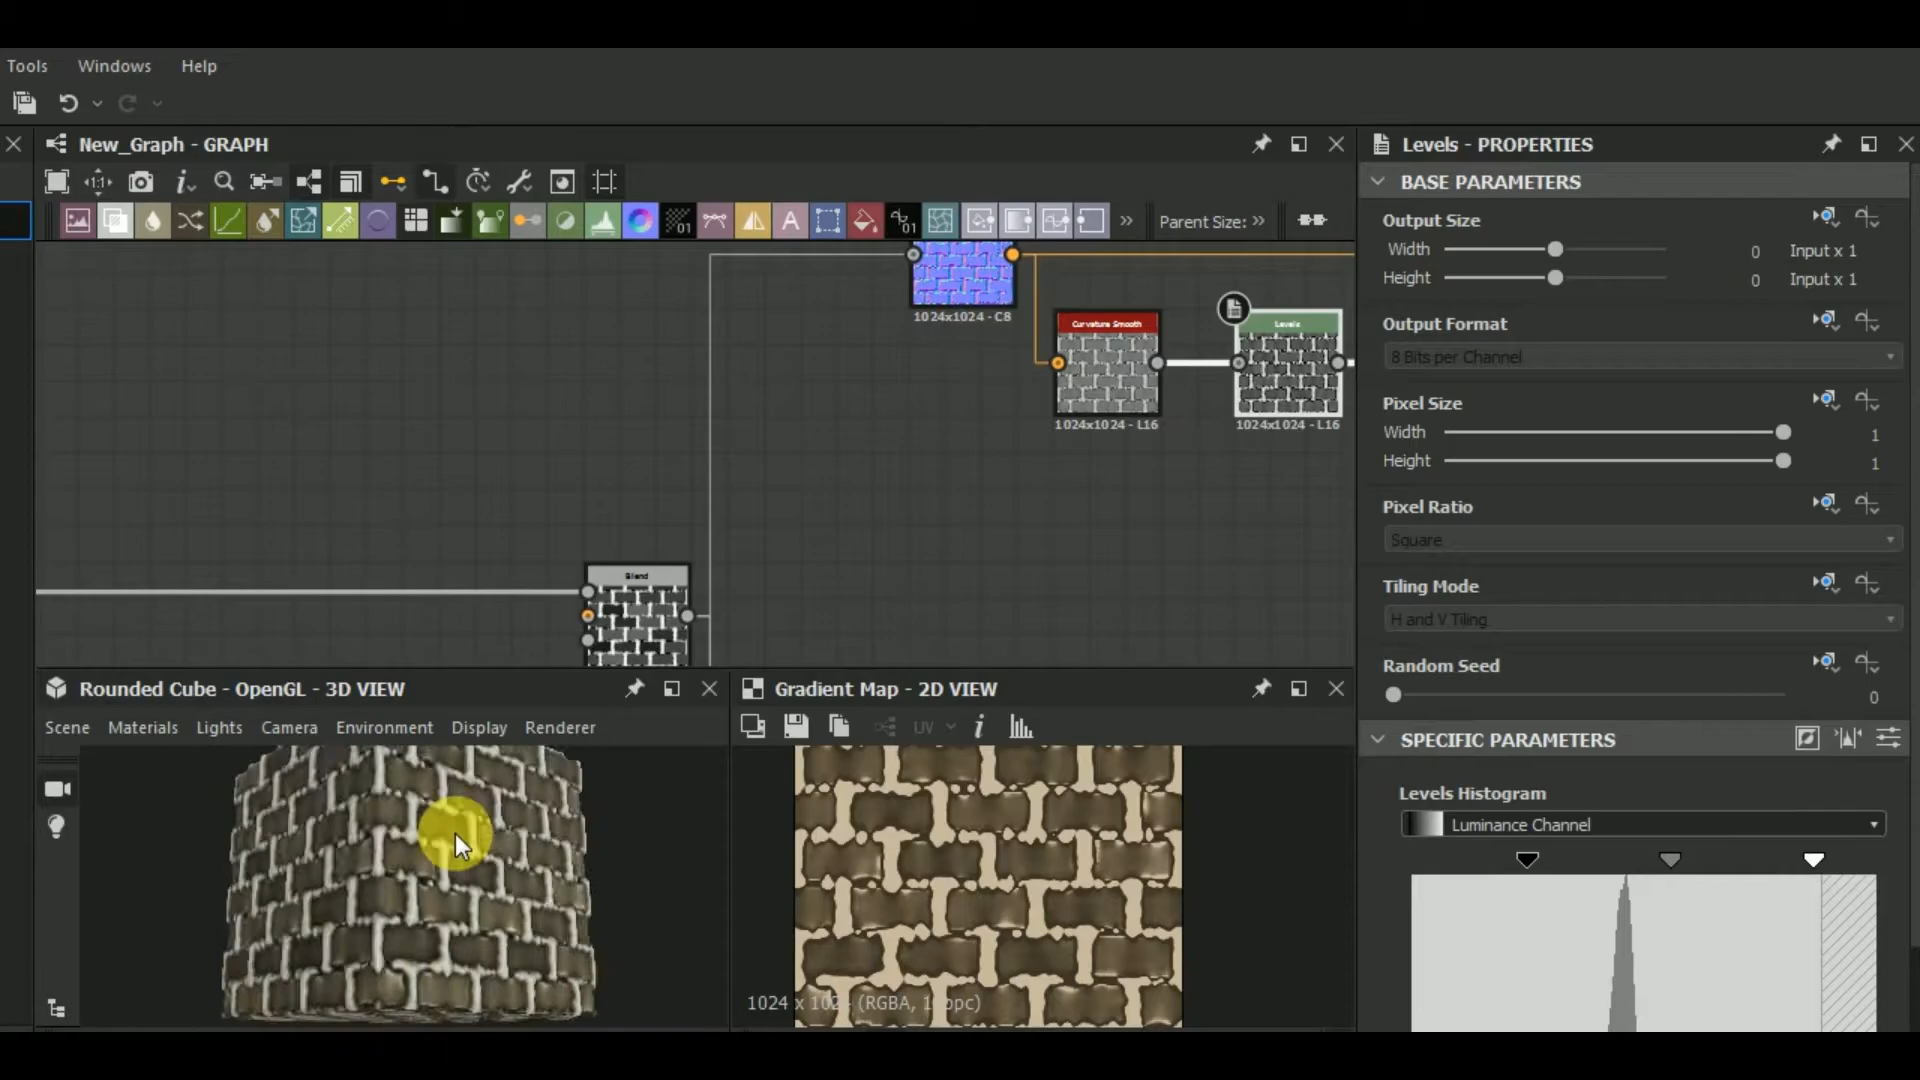 Tools Windows Help
New_Graph - GRAPH
Parent Size:
1024x1024 - C8
Curvature Smooth
1024x1024 - L16
Levels
1024x1024 - L16
Blend
Rounded Cube - OpenGL - 3D VIEW
Scene Materials Lights Camera Environment Display Renderer
Gradient Map - 2D VIEW
UV
Levels - PROPERTIES
BASE PARAMETERS
Output Size
Width 0 Input x 1
Height 0 Input x 1
Output Format
8 Bits per Channel
Pixel Size
Width 1
Height 1
Pixel Ratio
Square
Tiling Mode
H and V Tiling
Random Seed
0
SPECIFIC PARAMETERS
Levels Histogram
Luminance Channel